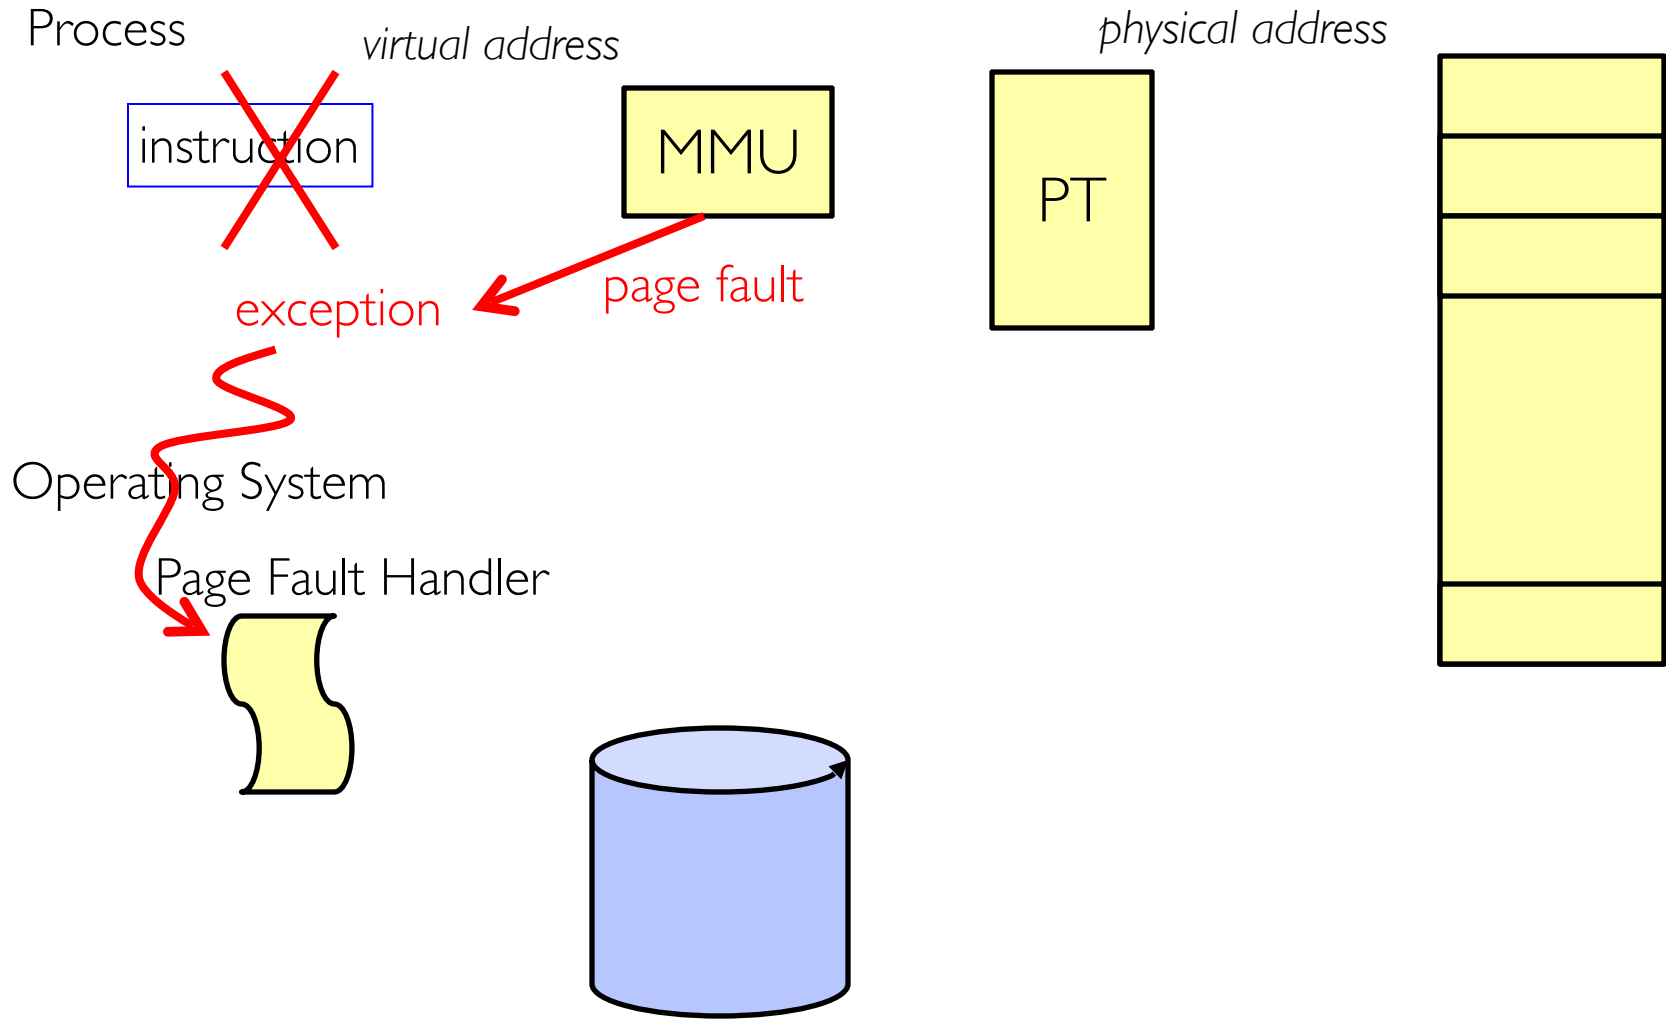 Process
virtual address
physical address
instruction
MMU
PT
page fault
exception
Operating System
Page Fault Handler